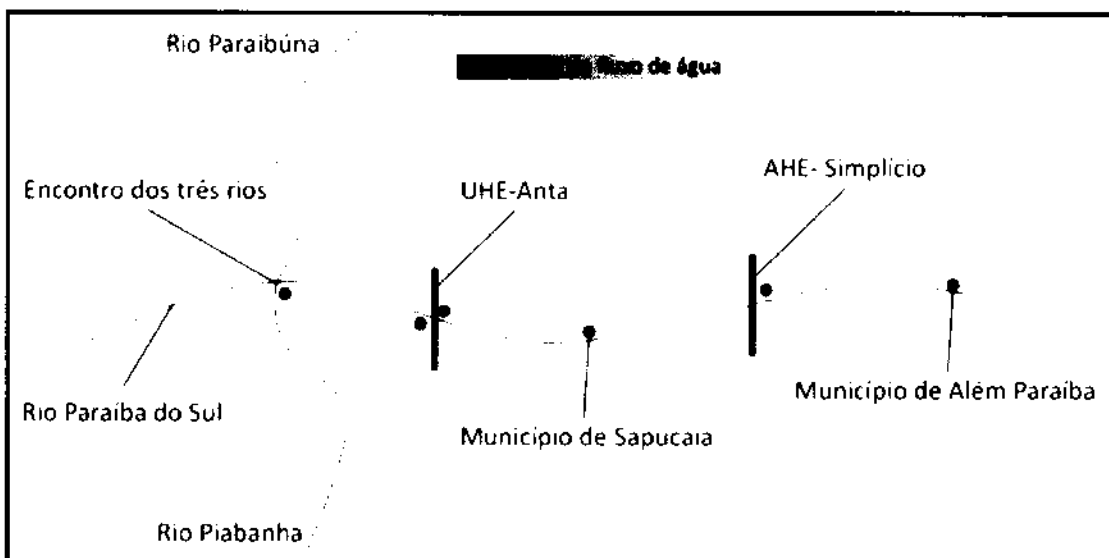 Rio Paraibúna
de água
Encontro dos três rios
UHE-Anta
AHE- Simplício
Rio Paraíba do Sul
Município de Sapucaia
Município de Além Paraíba
Rio Piabanha